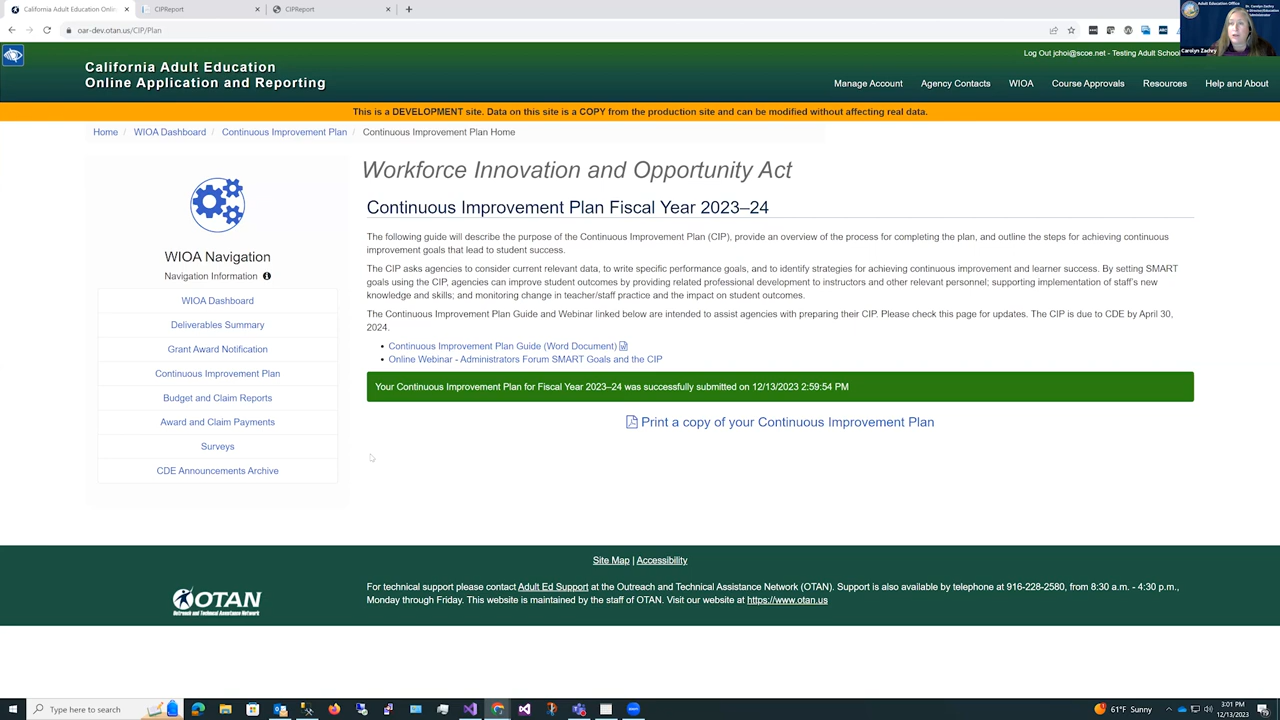 California Adult Education Onlin
CIPReport
CIPReport
oar-dev.otan.us/CIP/Plan
Adult Education Office
Dr. Carolyn Zachry
Carolyn Zachry
Log Out jchoi@scoe.net - Testing Adult School
California Adult Education
Online Application and Reporting
Manage Account Agency Contacts WIOA Course Approvals Resources Help and About
This is a DEVELOPMENT site. Data on this site is a COPY from the production site and can be modified without affecting real data.
Home / WIOA Dashboard / Continuous Improvement Plan / Continuous Improvement Plan Home
WIOA Navigation
Navigation Information
WIOA Dashboard
Deliverables Summary
Grant Award Notification
Continuous Improvement Plan
Budget and Claim Reports
Award and Claim Payments
Surveys
CDE Announcements Archive
Workforce Innovation and Opportunity Act
Continuous Improvement Plan Fiscal Year 2023–24
The following guide will describe the purpose of the Continuous Improvement Plan (CIP), provide an overview of the process for completing the plan, and outline the steps for achieving continuous
improvement goals that lead to student success.
The CIP asks agencies to consider current relevant data, to write specific performance goals, and to identify strategies for achieving continuous improvement and learner success. By setting SMART
goals using the CIP, agencies can improve student outcomes by providing related professional development to instructors and other relevant personnel; supporting implementation of staff's new
knowledge and skills; and monitoring change in teacher/staff practice and the impact on student outcomes.
The Continuous Improvement Plan Guide and Webinar linked below are intended to assist agencies with preparing their CIP. Please check this page for updates. The CIP is due to CDE by April 30,
2024.
• Continuous Improvement Plan Guide (Word Document)
• Online Webinar - Administrators Forum SMART Goals and the CIP
Your Continuous Improvement Plan for Fiscal Year 2023–24 was successfully submitted on 12/13/2023 2:59:54 PM
Print a copy of your Continuous Improvement Plan
Site Map | Accessibility
OTAN
Outreach and Technical Assistance Network
For technical support please contact Adult Ed Support at the Outreach and Technical Assistance Network (OTAN). Support is also available by telephone at 916-228-2580, from 8:30 a.m. - 4:30 p.m.,
Monday through Friday. This website is maintained by the staff of OTAN. Visit our website at https://www.otan.us
Type here to search
61°F Sunny
3:01 PM
12/13/2023